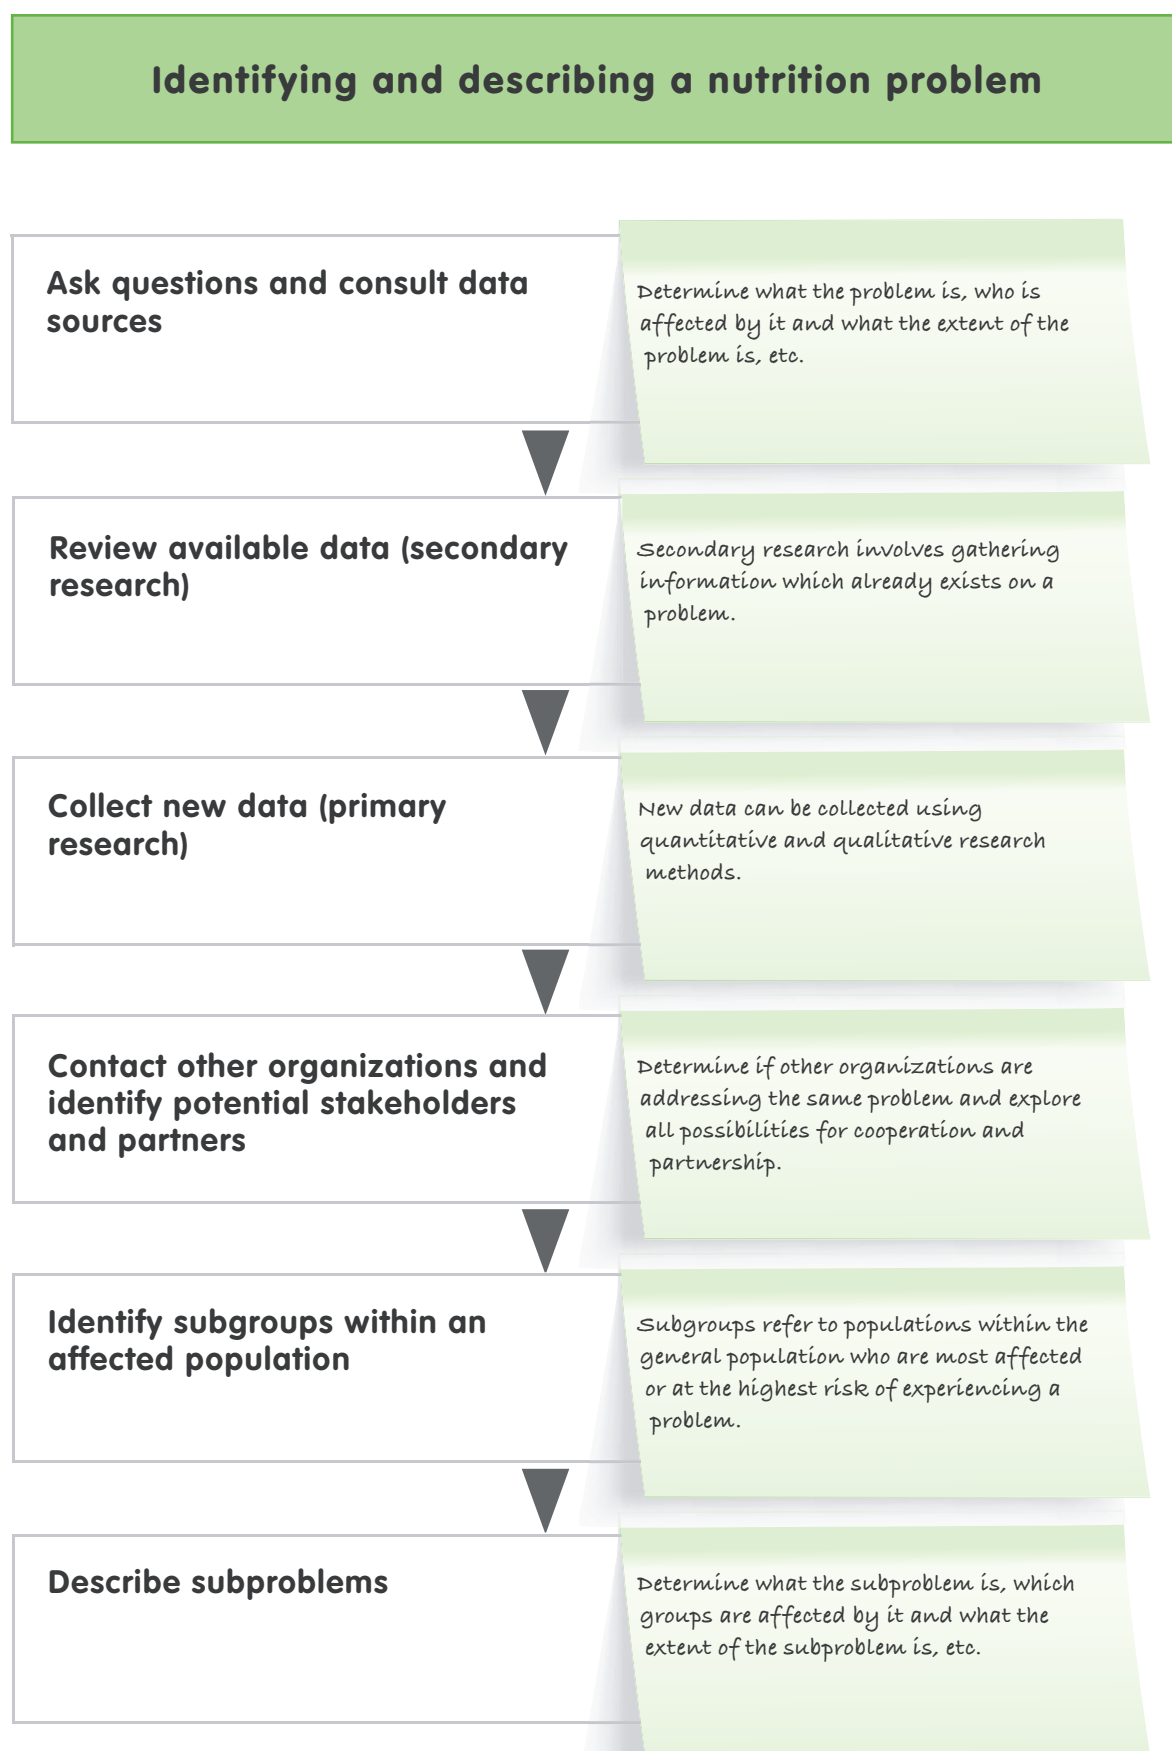 Identifying and describing a nutrition problem
Ask questions and consult data
sources
Determine what the problem is, who is
affected by it and what the extent of the
problem is, etc.
Review available data (secondary
research)
Secondary research involves gathering
information which already exists on a
problem.
Collect new data (primary
research)
New data can be collected using
quantitative and qualitative research
methods.
Contact other organizations and
identify potential stakeholders
and partners
Determine if other organizations are
addressing the same problem and explore
all possibilities for cooperation and
partnership.
Identify subgroups within an
affected population
Subgroups refer to populations within the
general population who are most affected
or at the highest risk of experiencing a
problem.
Describe subproblems
Determine what the subproblem is, which
groups are affected by it and what the
extent of the subproblem is, etc.